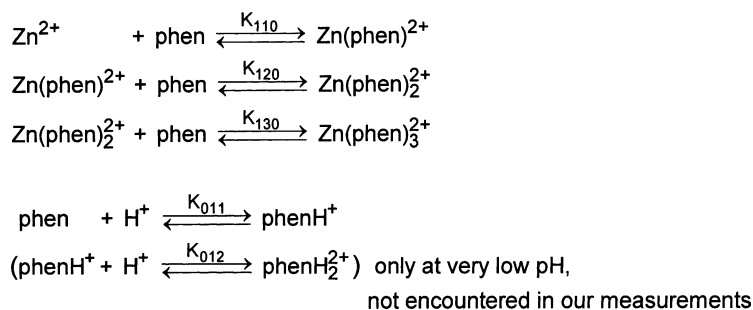 Zn²⁺ + phen ⇌ Zn(phen)²⁺ K₁₁₀
Zn(phen)²⁺ + phen ⇌ Zn(phen)₂²⁺ K₁₂₀
Zn(phen)₂²⁺ + phen ⇌ Zn(phen)₃²⁺ K₁₃₀
phen + H⁺ ⇌ phenH⁺ K₀₁₁
(phenH⁺ + H⁺ ⇌ phenH₂²⁺) only at very low pH, K₀₁₂
not encountered in our measurements